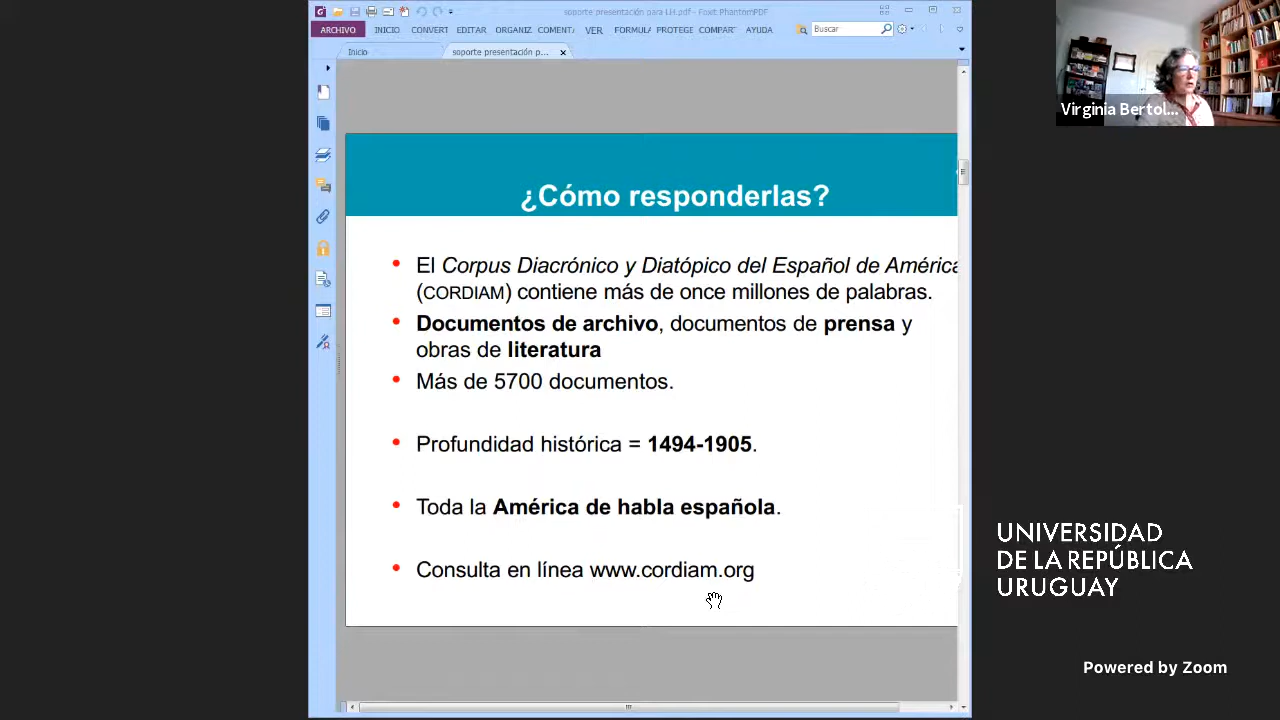 soporte presentación para LH.pdf - Foxit PhantomPDF
ARCHIVO INICIO CONVERT EDITAR ORGANIZ COMENTA VER FORMULA PROTEGE COMPART AYUDA Buscar
Inicio soporte presentación p...
Virginia Bertol...
¿Cómo responderlas?
El Corpus Diacrónico y Diatópico del Español de América
(CORDIAM) contiene más de once millones de palabras.
Documentos de archivo, documentos de prensa y
obras de literatura
Más de 5700 documentos.
Profundidad histórica = 1494-1905.
Toda la América de habla española.
Consulta en línea www.cordiam.org
UNIVERSIDAD
DE LA REPÚBLICA
URUGUAY
Powered by Zoom